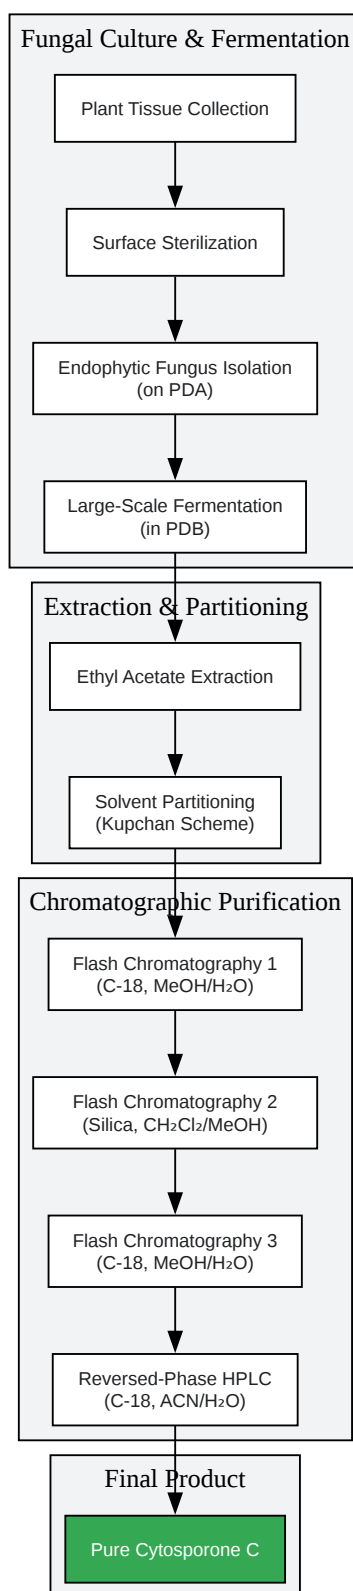 Fungal Culture & Fermentation
Plant Tissue Collection
Surface Sterilization
Endophytic Fungus Isolation
(on PDA)
Large-Scale Fermentation
(in PDB)
Extraction & Partitioning
Ethyl Acetate Extraction
Solvent Partitioning
(Kupchan Scheme)
Chromatographic Purification
Flash Chromatography 1
(C-18, MeOH/H₂O)
Flash Chromatography 2
(Silica, CH₂Cl₂/MeOH)
Flash Chromatography 3
(C-18, MeOH/H₂O)
Reversed-Phase HPLC
(C-18, ACN/H₂O)
Final Product
Pure Cytosporone C